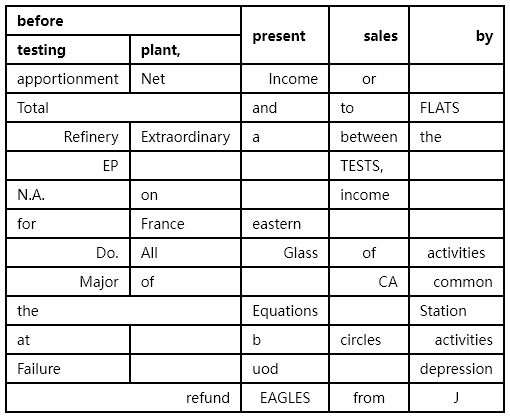 before present sales by
testing plant,
apportionment Net Income or
Total and to FLATS
Refinery Extraordinary a between the
EP TESTS,
N.A. on income
for France eastern
Do. All Glass of activities
Major of CA common
the Equations Station
at b circles activities
Failure uod depression
refund EAGLES from J